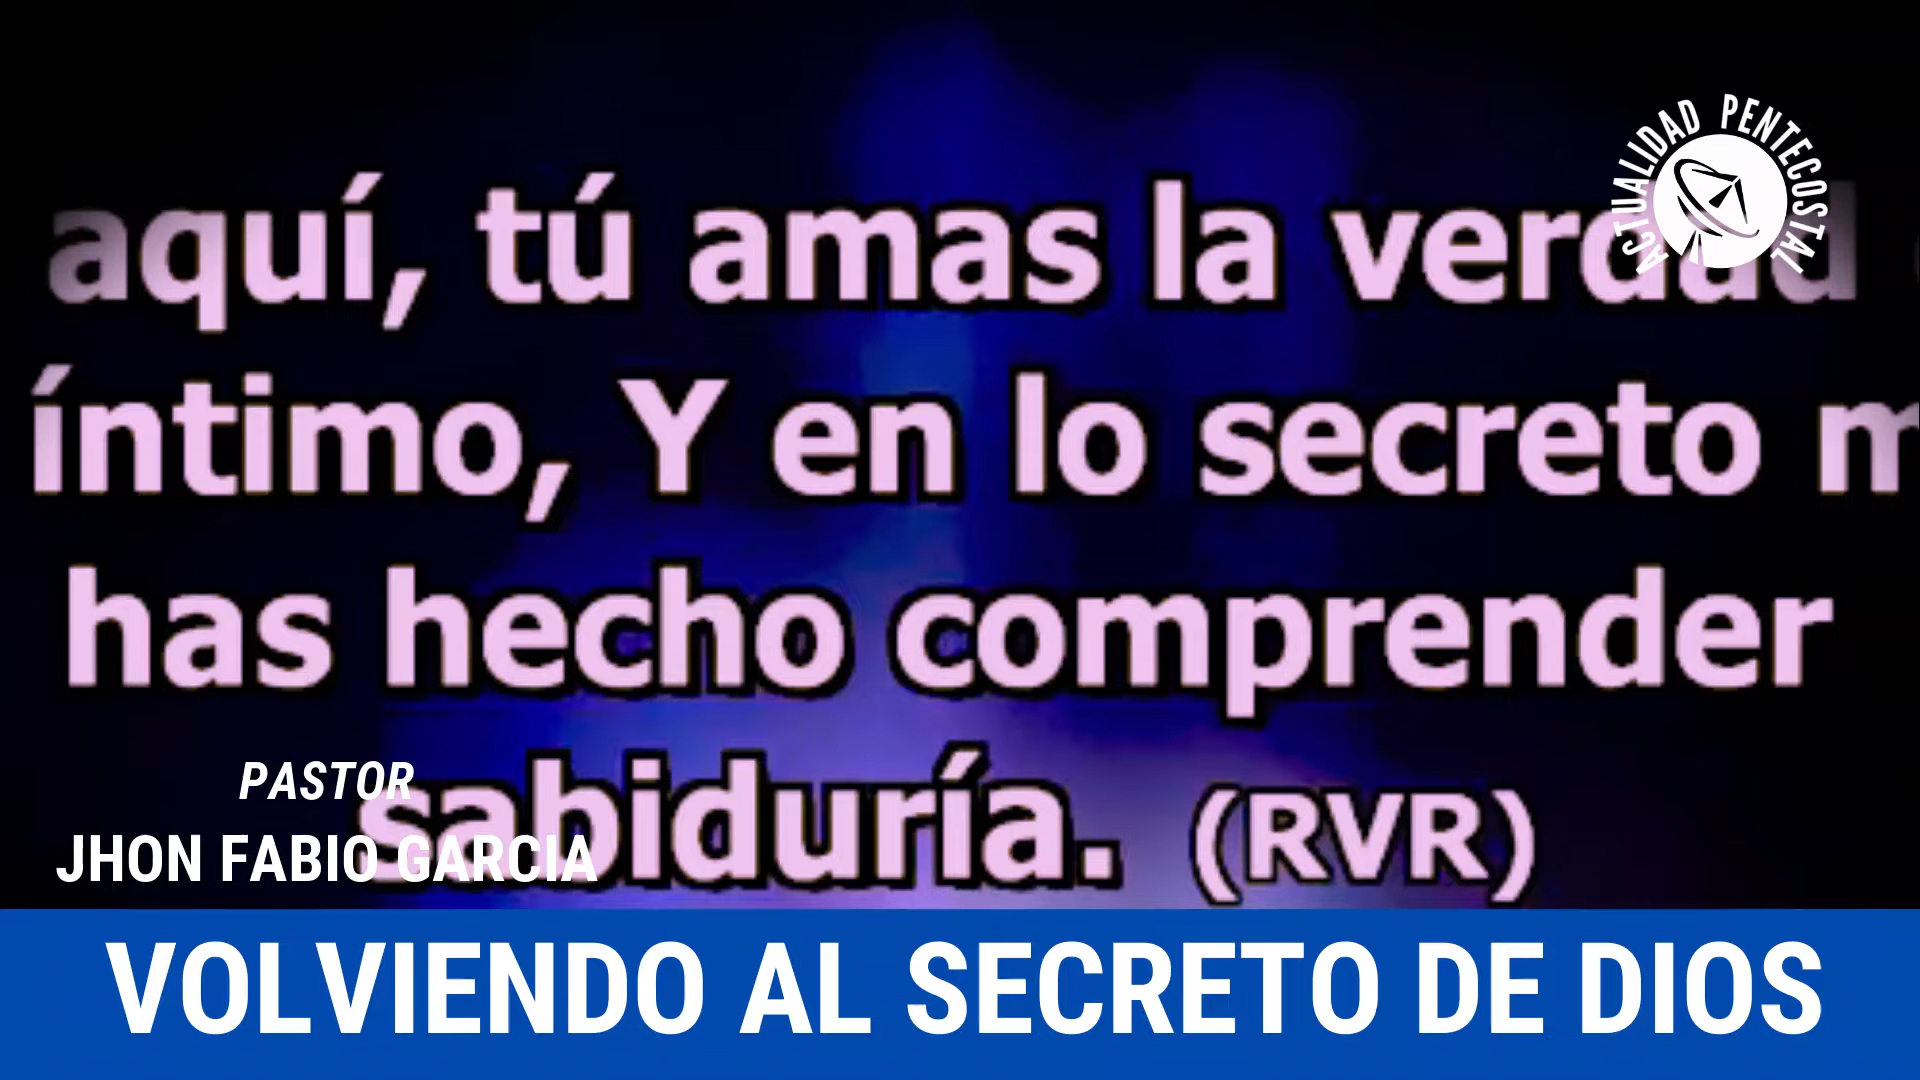 ACTUALIDAD PENTECOSTAL
aquí, tú amas la verdad
íntimo, Y en lo secreto m
has hecho comprender
sabiduría. (RVR)
PASTOR
JHON FABIO GARCIA
VOLVIENDO AL SECRETO DE DIOS